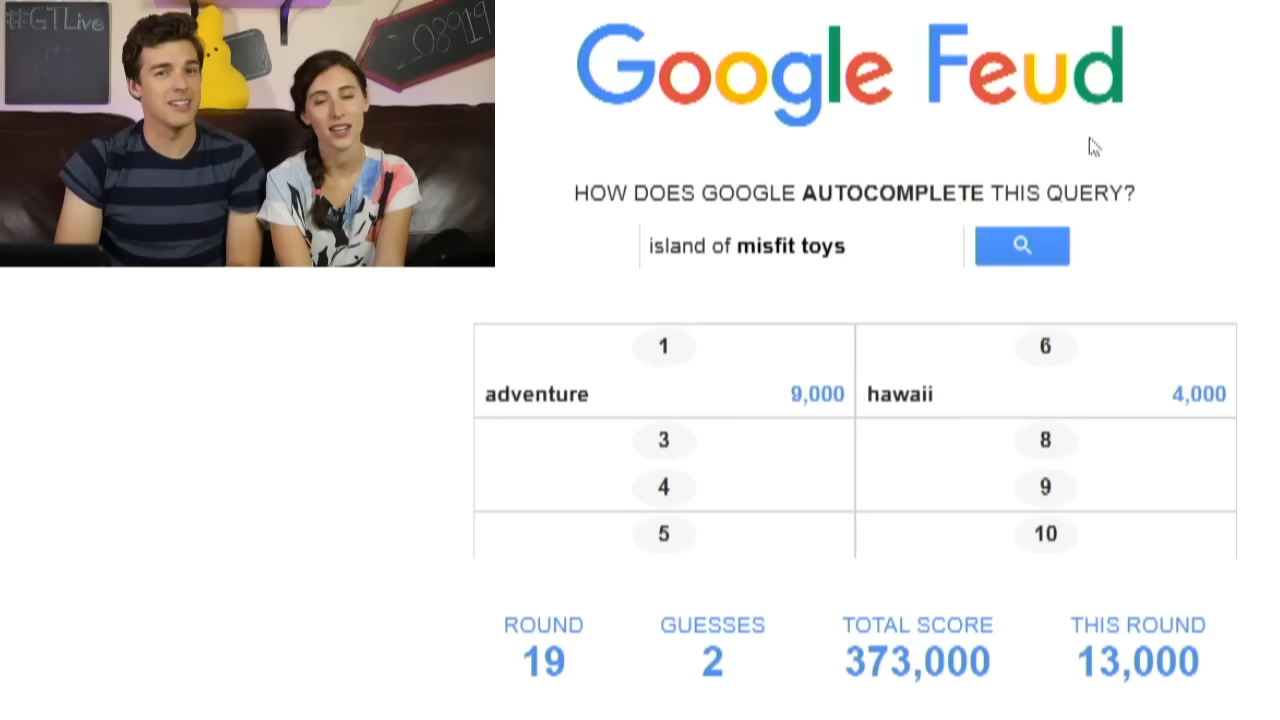 #GTLive
08919
Google Feud
HOW DOES GOOGLE AUTOCOMPLETE THIS QUERY?
island of misfit toys
1
6
adventure 9,000
hawaii 4,000
3
8
4
9
5
10
ROUND GUESSES TOTAL SCORE THIS ROUND
19 2 373,000 13,000